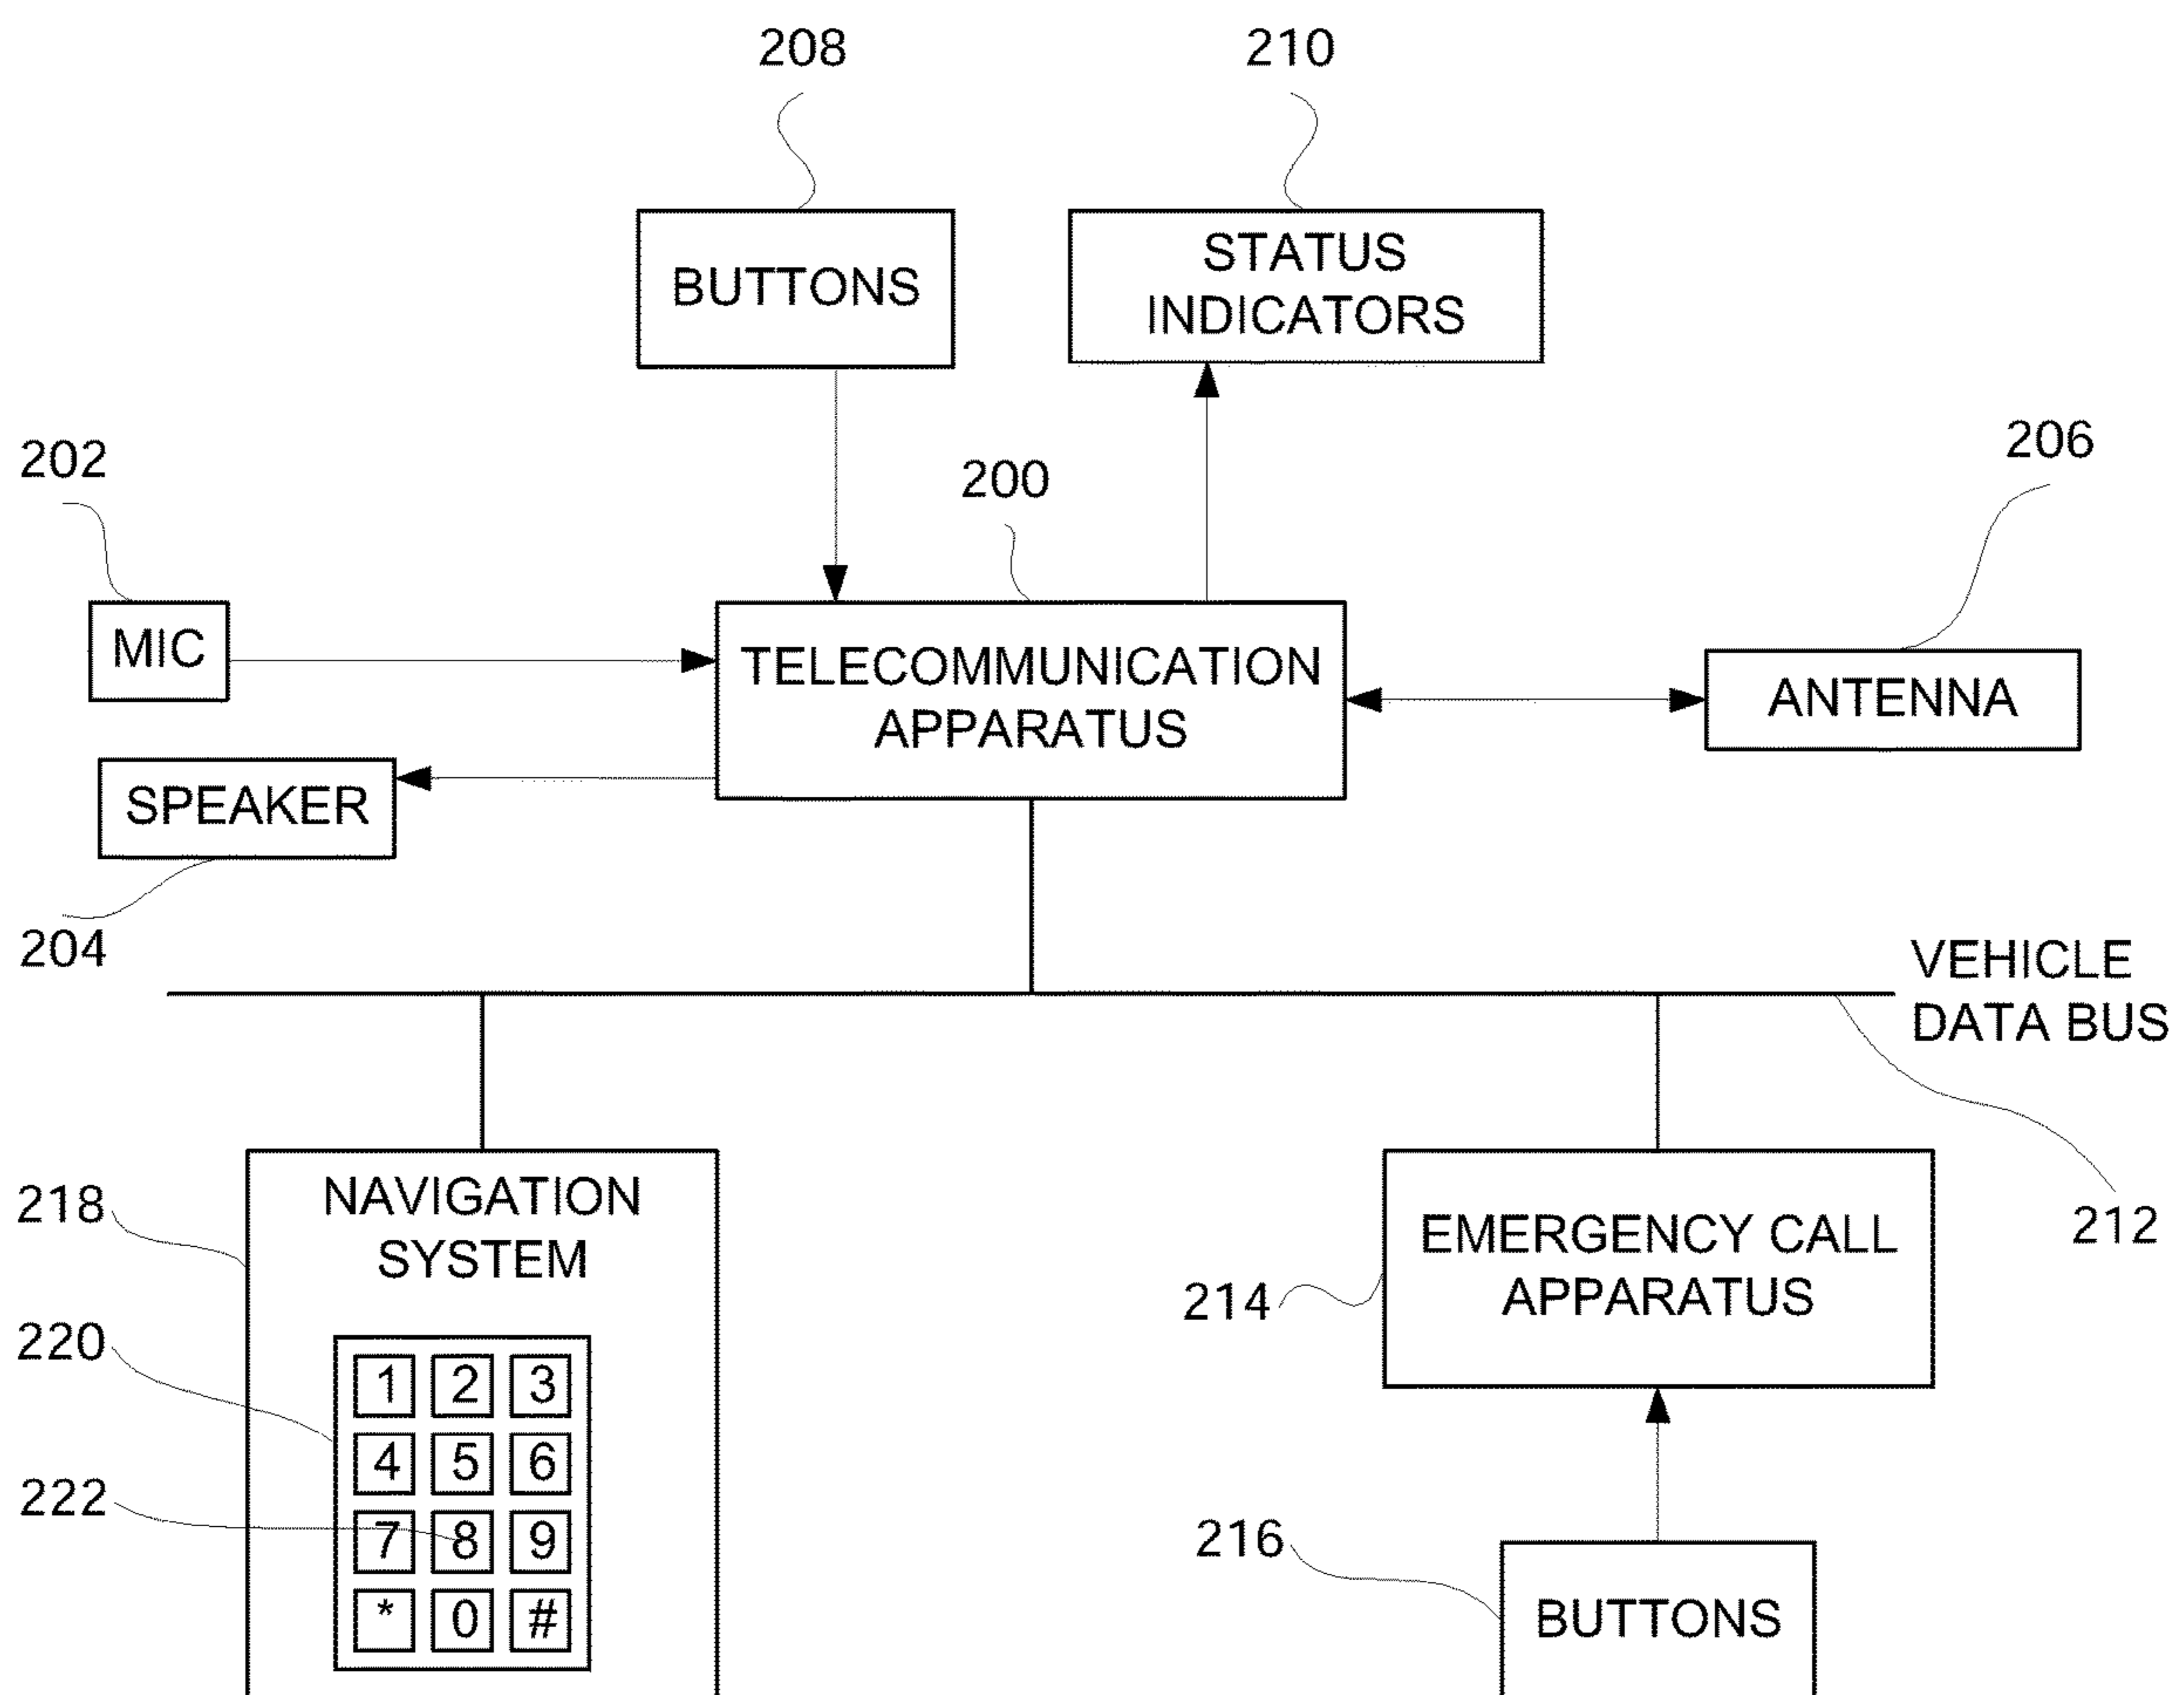 208
210
BUTTONS
STATUS
INDICATORS
202
200
206
MIC
TELECOMMUNICATION
APPARATUS
ANTENNA
SPEAKER
204
VEHICLE
DATA BUS
218
NAVIGATION
SYSTEM
212
214
EMERGENCY CALL
APPARATUS
220
1 2 3
4 5 6
222
7 8 9
* 0 #
216
BUTTONS